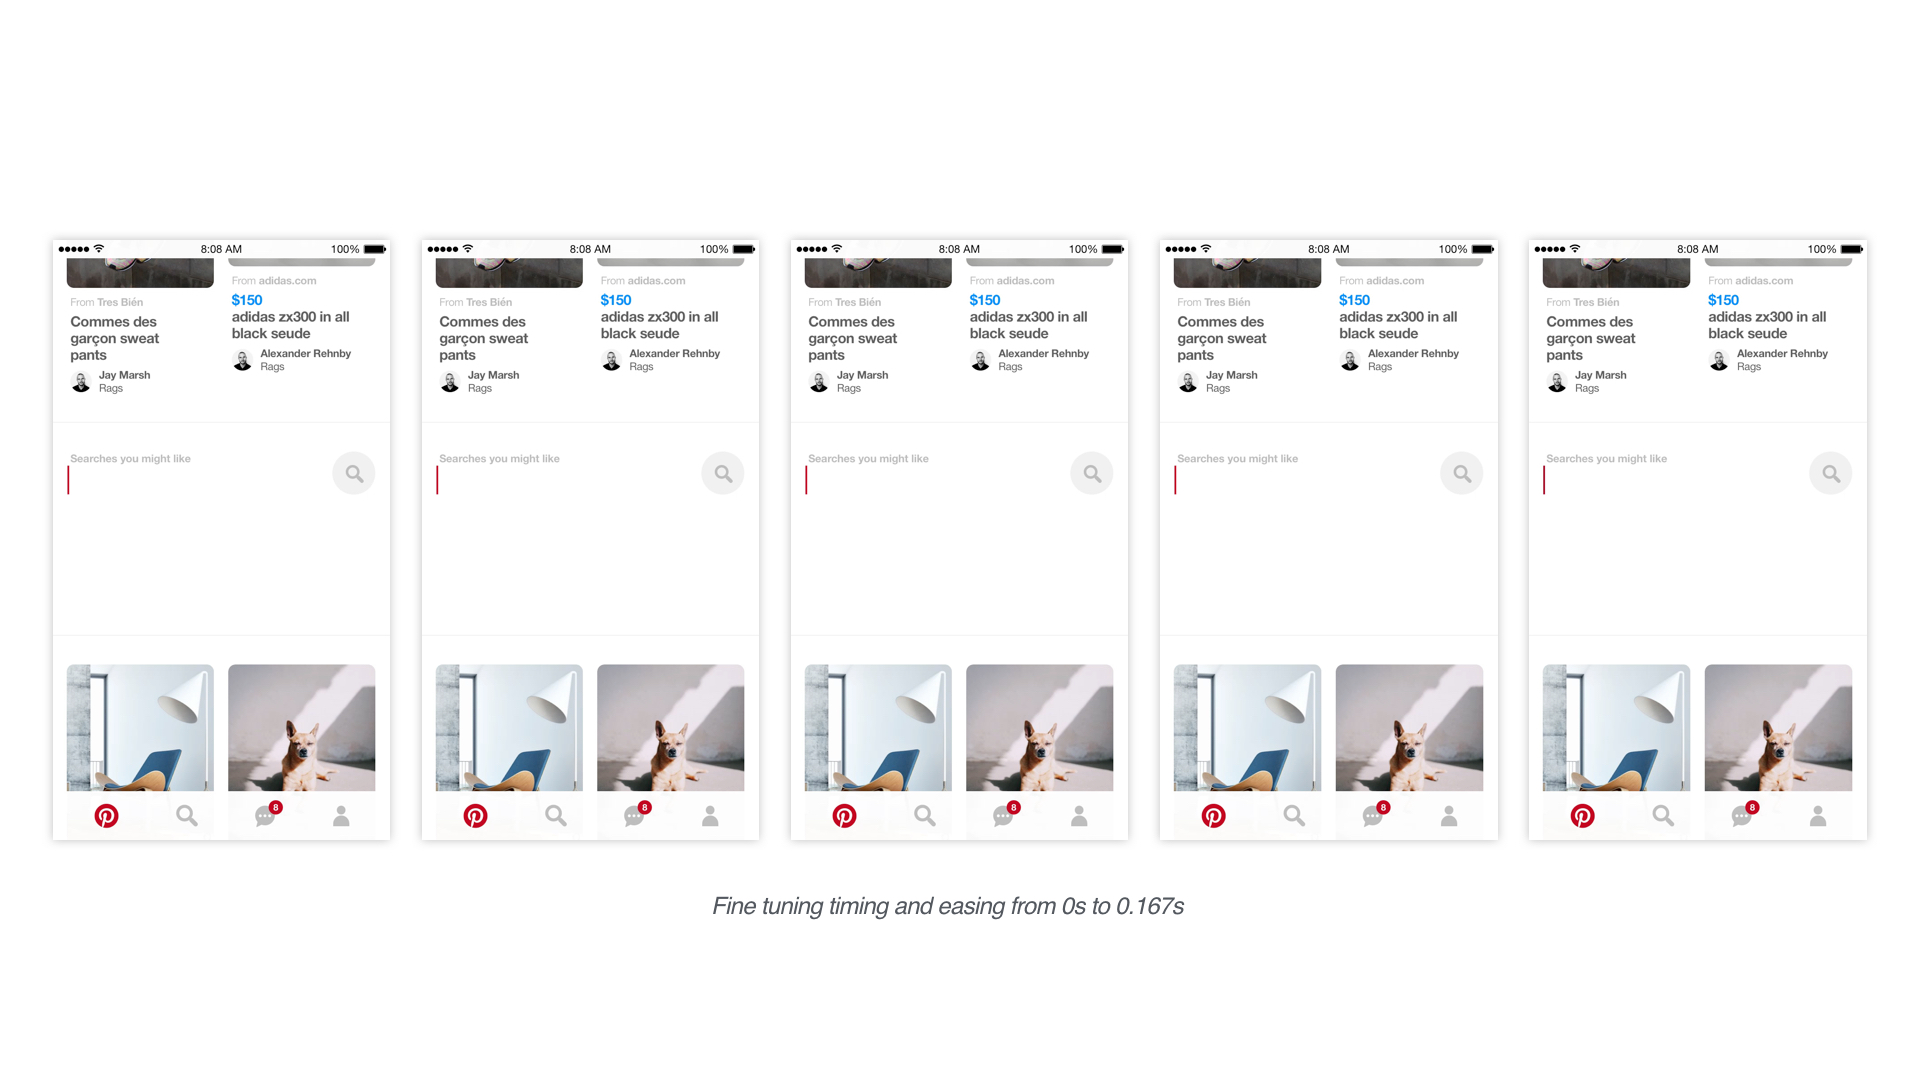 8:08 AM 100%
From Tres Bién
Commes des
garçon sweat
pants
Jay Marsh
Rags
From adidas.com
$150
adidas zx300 in all
black seude
Alexander Rehnby
Rags
Searches you might like
8
8:08 AM 100%
From Tres Bién
Commes des
garçon sweat
pants
Jay Marsh
Rags
From adidas.com
$150
adidas zx300 in all
black seude
Alexander Rehnby
Rags
Searches you might like
8
8:08 AM 100%
From Tres Bién
Commes des
garçon sweat
pants
Jay Marsh
Rags
From adidas.com
$150
adidas zx300 in all
black seude
Alexander Rehnby
Rags
Searches you might like
8
8:08 AM 100%
From Tres Bién
Commes des
garçon sweat
pants
Jay Marsh
Rags
From adidas.com
$150
adidas zx300 in all
black seude
Alexander Rehnby
Rags
Searches you might like
8
8:08 AM 100%
From Tres Bién
Commes des
garçon sweat
pants
Jay Marsh
Rags
From adidas.com
$150
adidas zx300 in all
black seude
Alexander Rehnby
Rags
Searches you might like
8
Fine tuning timing and easing from 0s to 0.167s